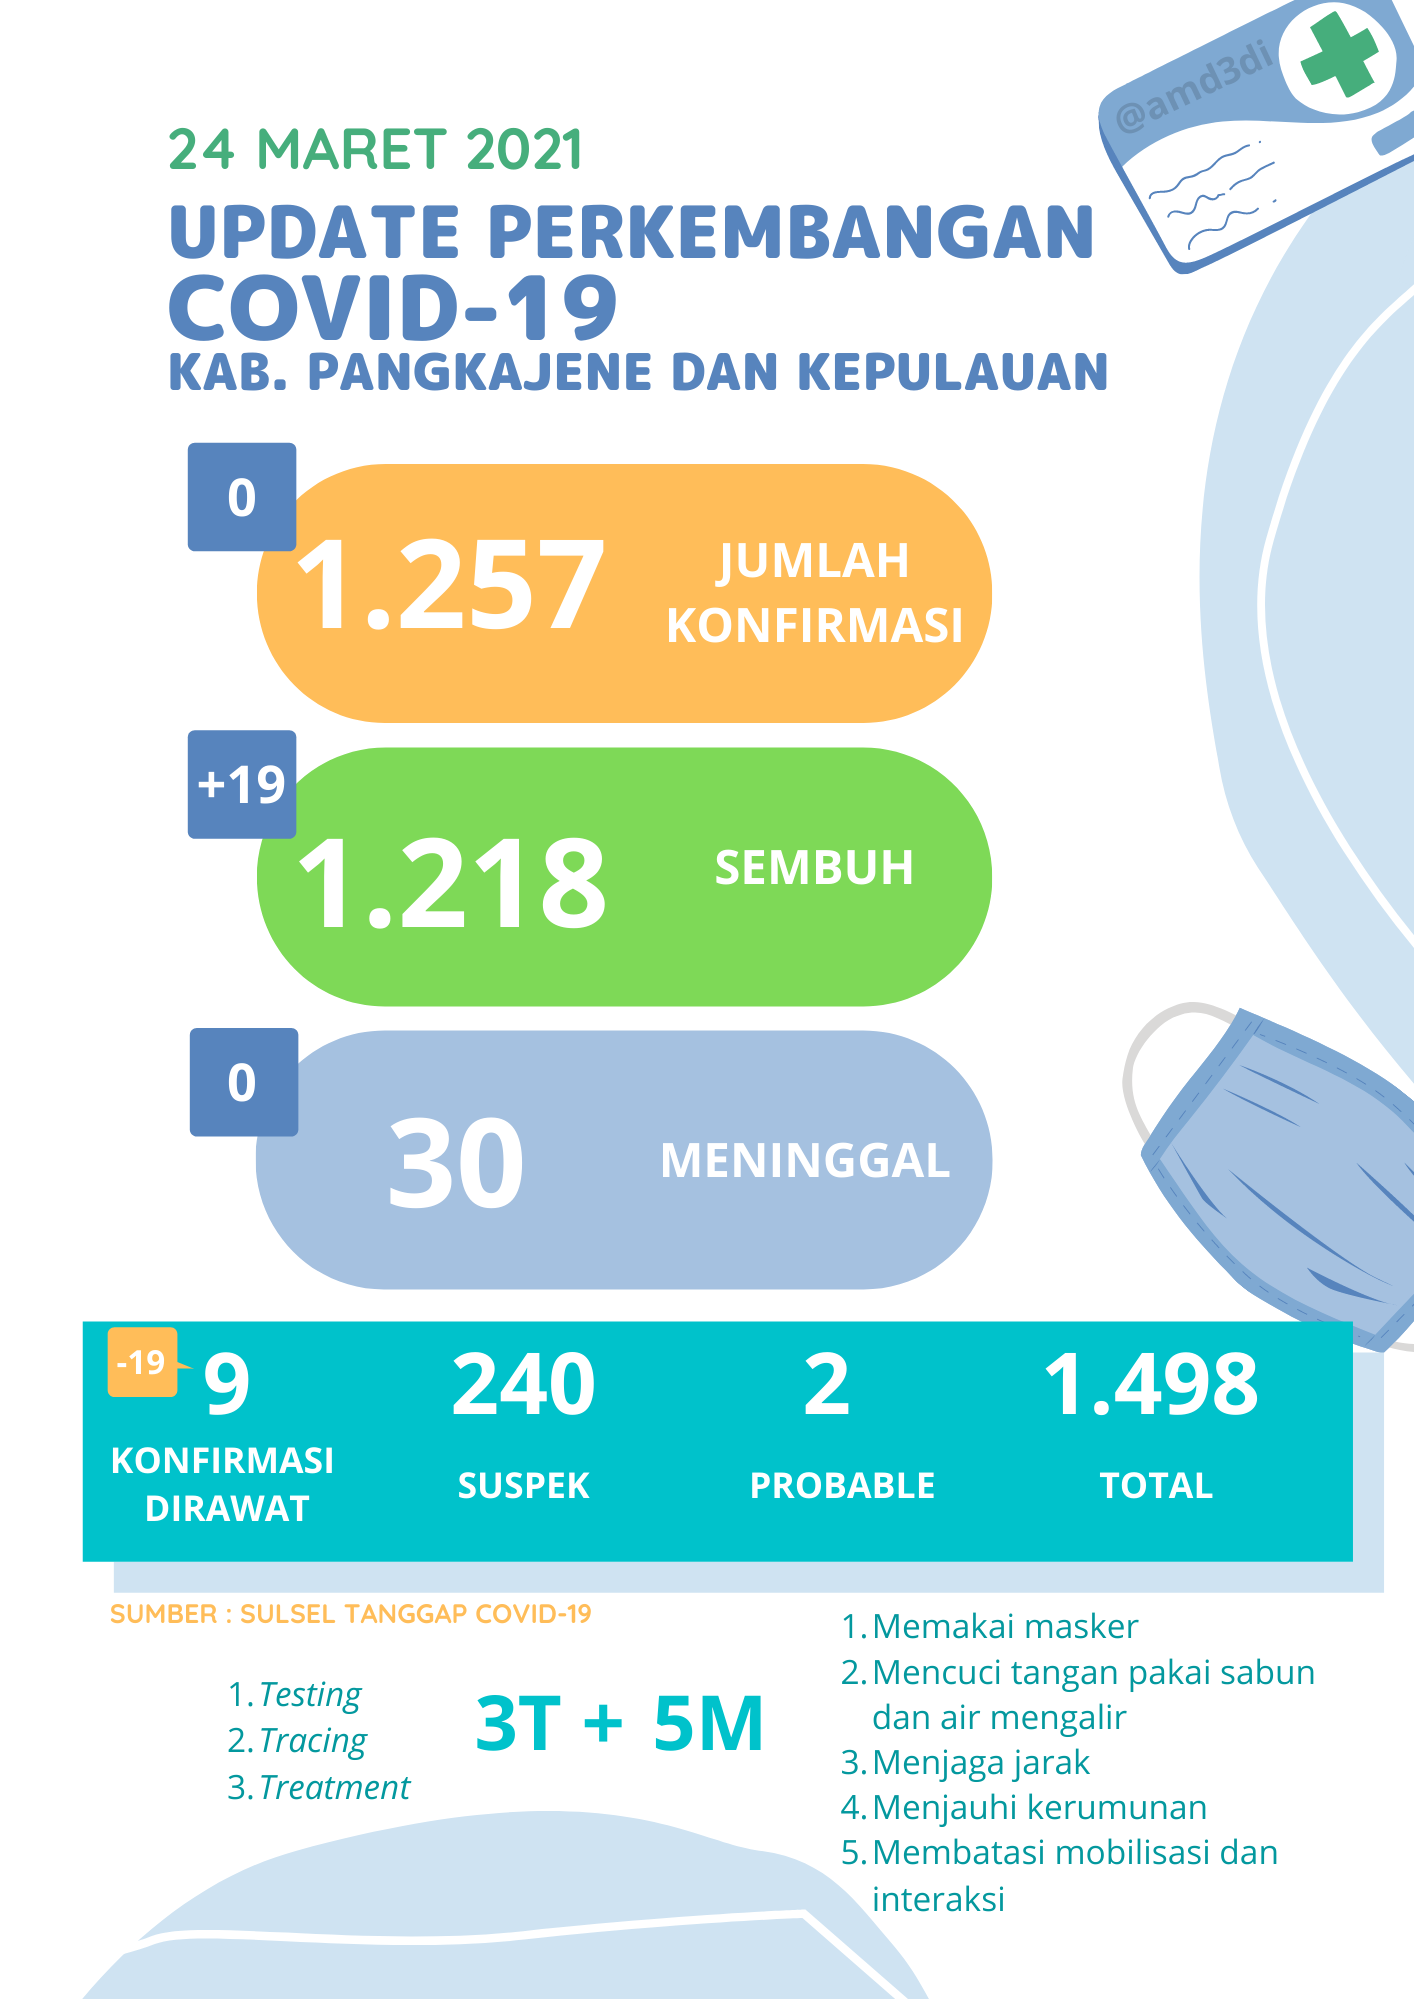 @amd3di
24 MARET 2021
UPDATE PERKEMBANGAN
COVID-19
KAB. PANGKAJENE DAN KEPULAUAN
0
1.257
JUMLAH
KONFIRMASI
+19
1.218
SEMBUH
0
30
MENINGGAL
-19
9
KONFIRMASI
DIRAWAT
240
SUSPEK
2
PROBABLE
1.498
TOTAL
SUMBER : SULSEL TANGGAP COVID-19
1. Testing
2. Tracing
3. Treatment
3T + 5M
1. Memakai masker
2. Mencuci tangan pakai sabun
dan air mengalir
3. Menjaga jarak
4. Menjauhi kerumunan
5. Membatasi mobilisasi dan
interaksi